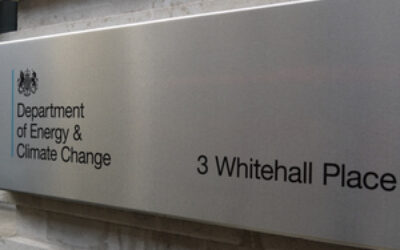 Department
of Energy &
Climate Change
3 Whitehall Place